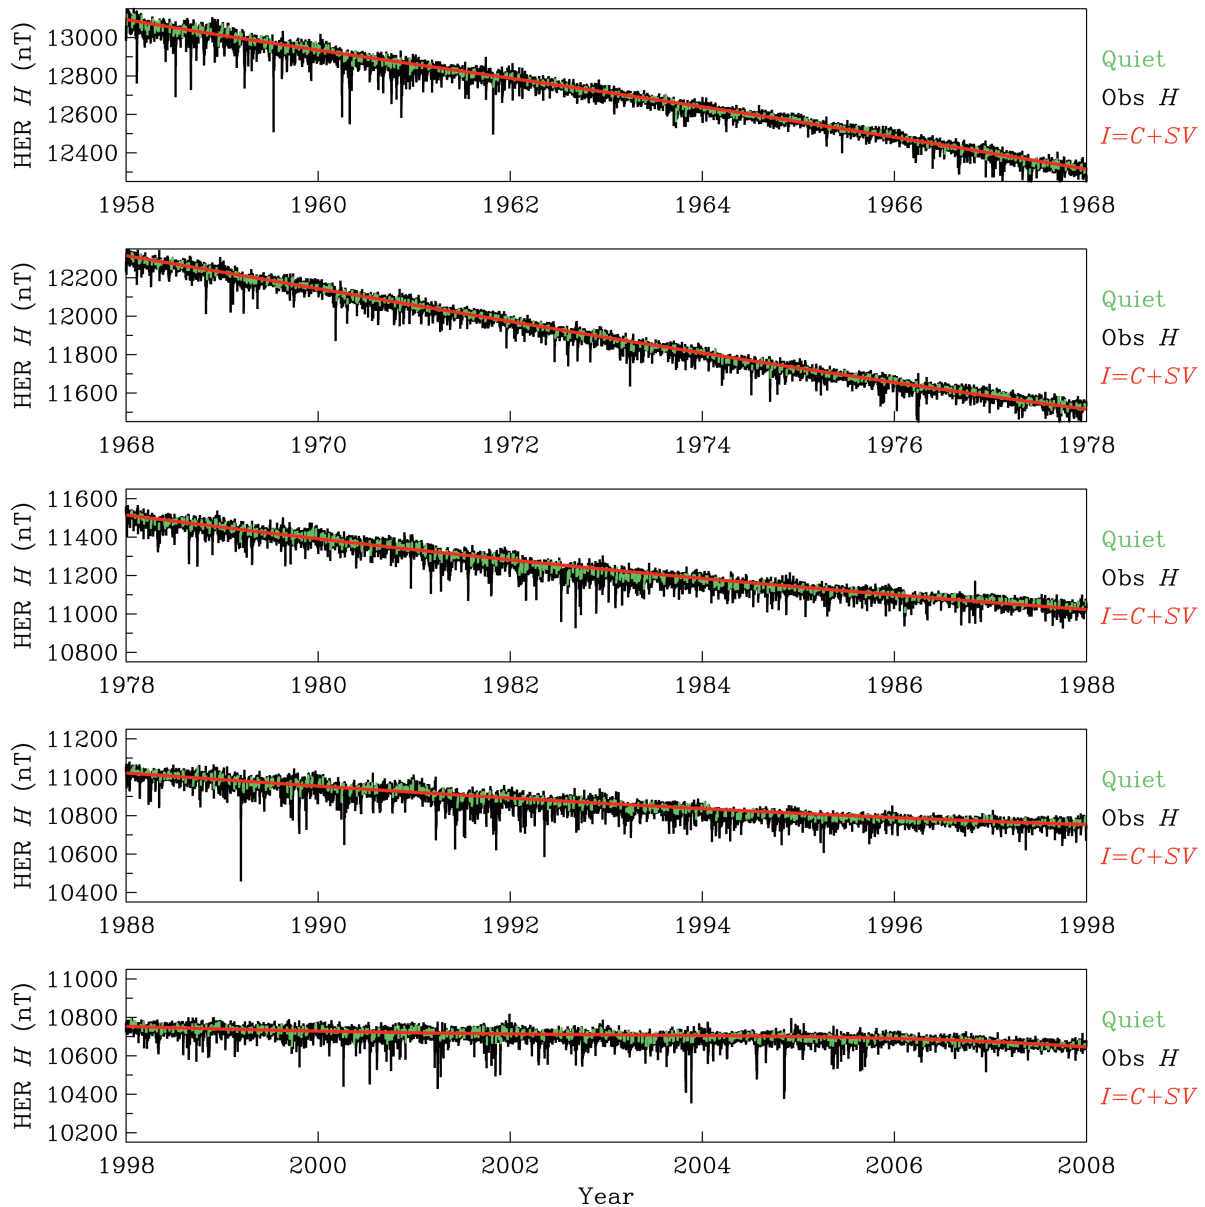 HER H (nT)
13000
12800
12600
12400
1958 1960 1962 1964 1966 1968
Quiet
Obs H
I=C+SV
HER H (nT)
12200
12000
11800
11600
1968 1970 1972 1974 1976 1978
Quiet
Obs H
I=C+SV
HER H (nT)
11600
11400
11200
11000
10800
1978 1980 1982 1984 1986 1988
Quiet
Obs H
I=C+SV
HER H (nT)
11200
11000
10800
10600
10400
1988 1990 1992 1994 1996 1998
Quiet
Obs H
I=C+SV
HER H (nT)
11000
10800
10600
10400
10200
1998 2000 2002 2004 2006 2008
Quiet
Obs H
I=C+SV
Year